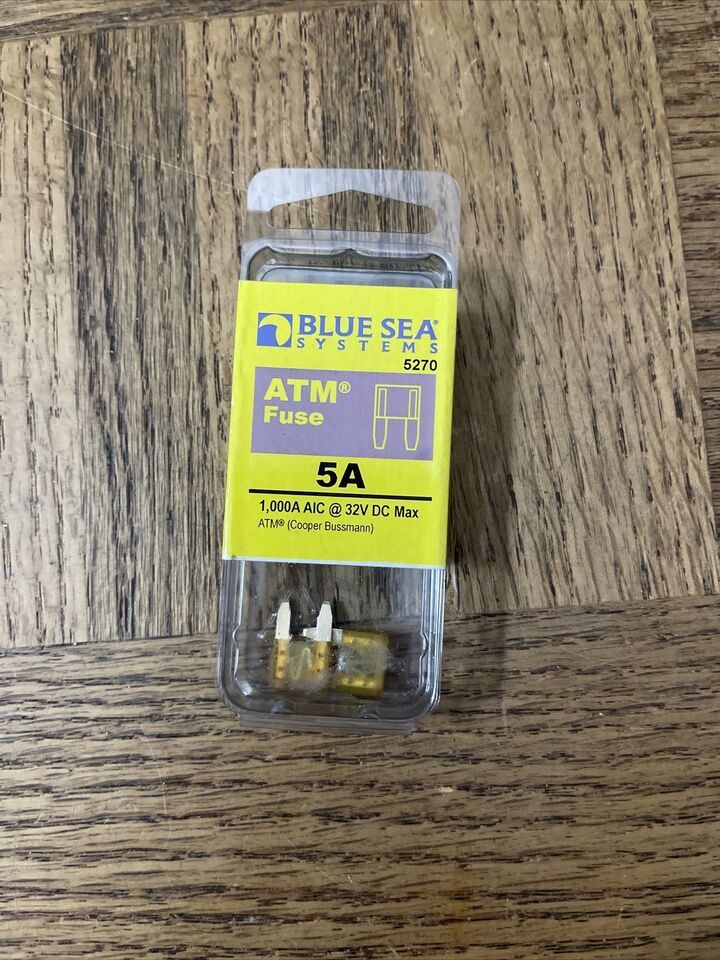 BLUE SEA®
SYSTEMS
5270
ATM®
Fuse
5A
1,000A AIC @ 32V DC Max
ATM® (Cooper Bussmann)